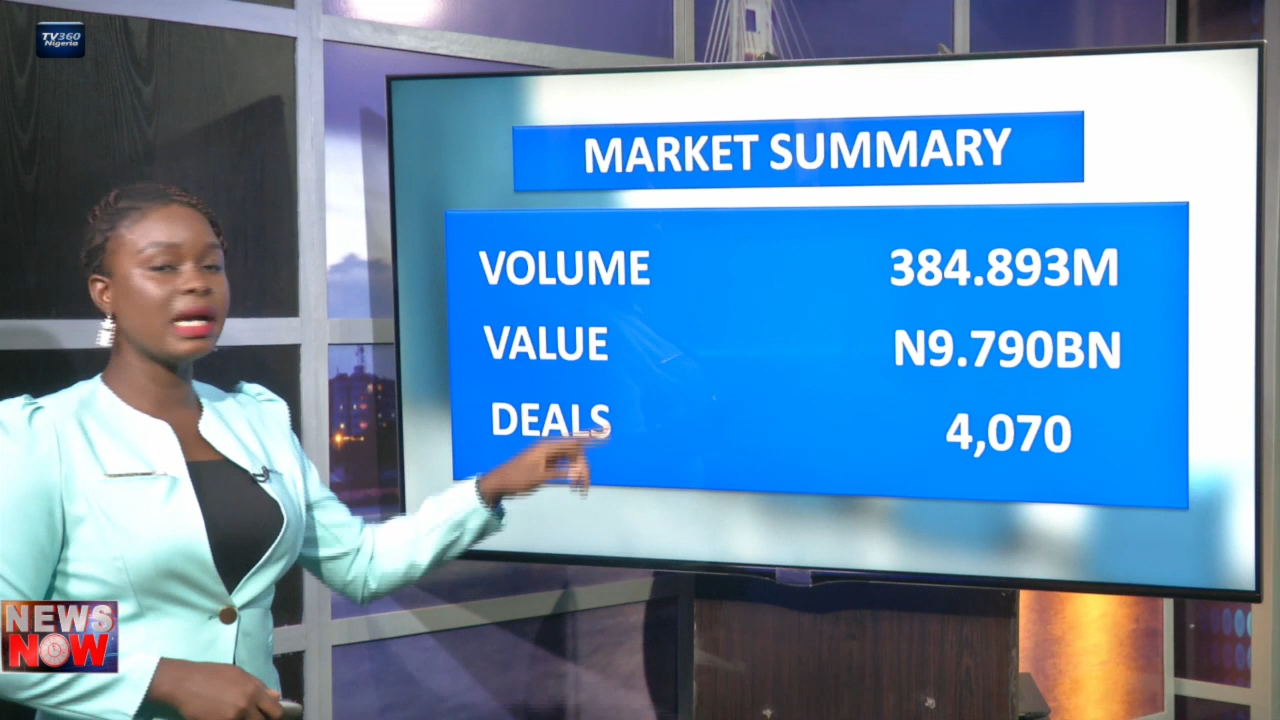 TV360
Nigeria
MARKET SUMMARY
VOLUME 384.893M
VALUE N9.790BN
DEALS 4,070
NEWS
NOW